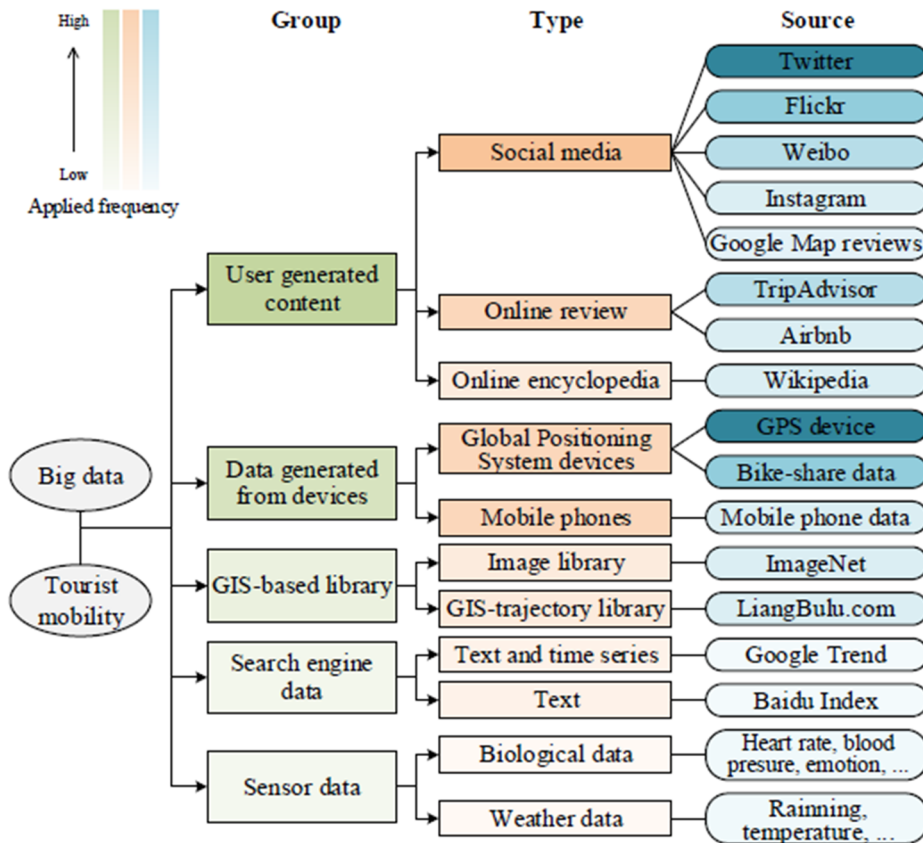 High
Low
Applied frequency
Group
Type
Source
Big data
Tourist
mobility
User generated
content
Social media
Twitter
Flickr
Weibo
Instagram
Google Map reviews
Online review
TripAdvisor
Airbnb
Online encyclopedia
Wikipedia
Data generated
from devices
Global Positioning
System devices
GPS device
Bike-share data
Mobile phones
Mobile phone data
GIS-based library
Image library
ImageNet
GIS-trajectory library
LiangBulu.com
Search engine
data
Text and time series
Google Trend
Text
Baidu Index
Sensor data
Biological data
Heart rate, blood
presure, emotion, ...
Weather data
Rainning,
temperature, ...